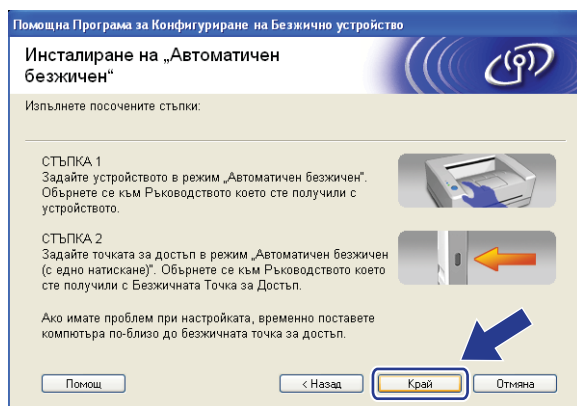 Помощна Програма за Конфигуриране на Безжично устройство
Инсталиране на „Автоматичен
безжичен“
Изпълнете посочените стъпки:
СТЪПКА 1
Задайте устройството в режим „Автоматичен безжичен”.
Обърнете се към Ръководството което сте получили с
устройството.
СТЪПКА 2
Задайте точката за достъп в режим „Автоматичен безжичен
(с едно натискане)”. Обърнете се към Ръководството което
сте получили с Безжичната Точка за Достъп.
Ако имате проблем при настройката, временно поставете
компютъра по-близо до безжичната точка за достъп.
Помощ
< Назад
Край
Отмяна